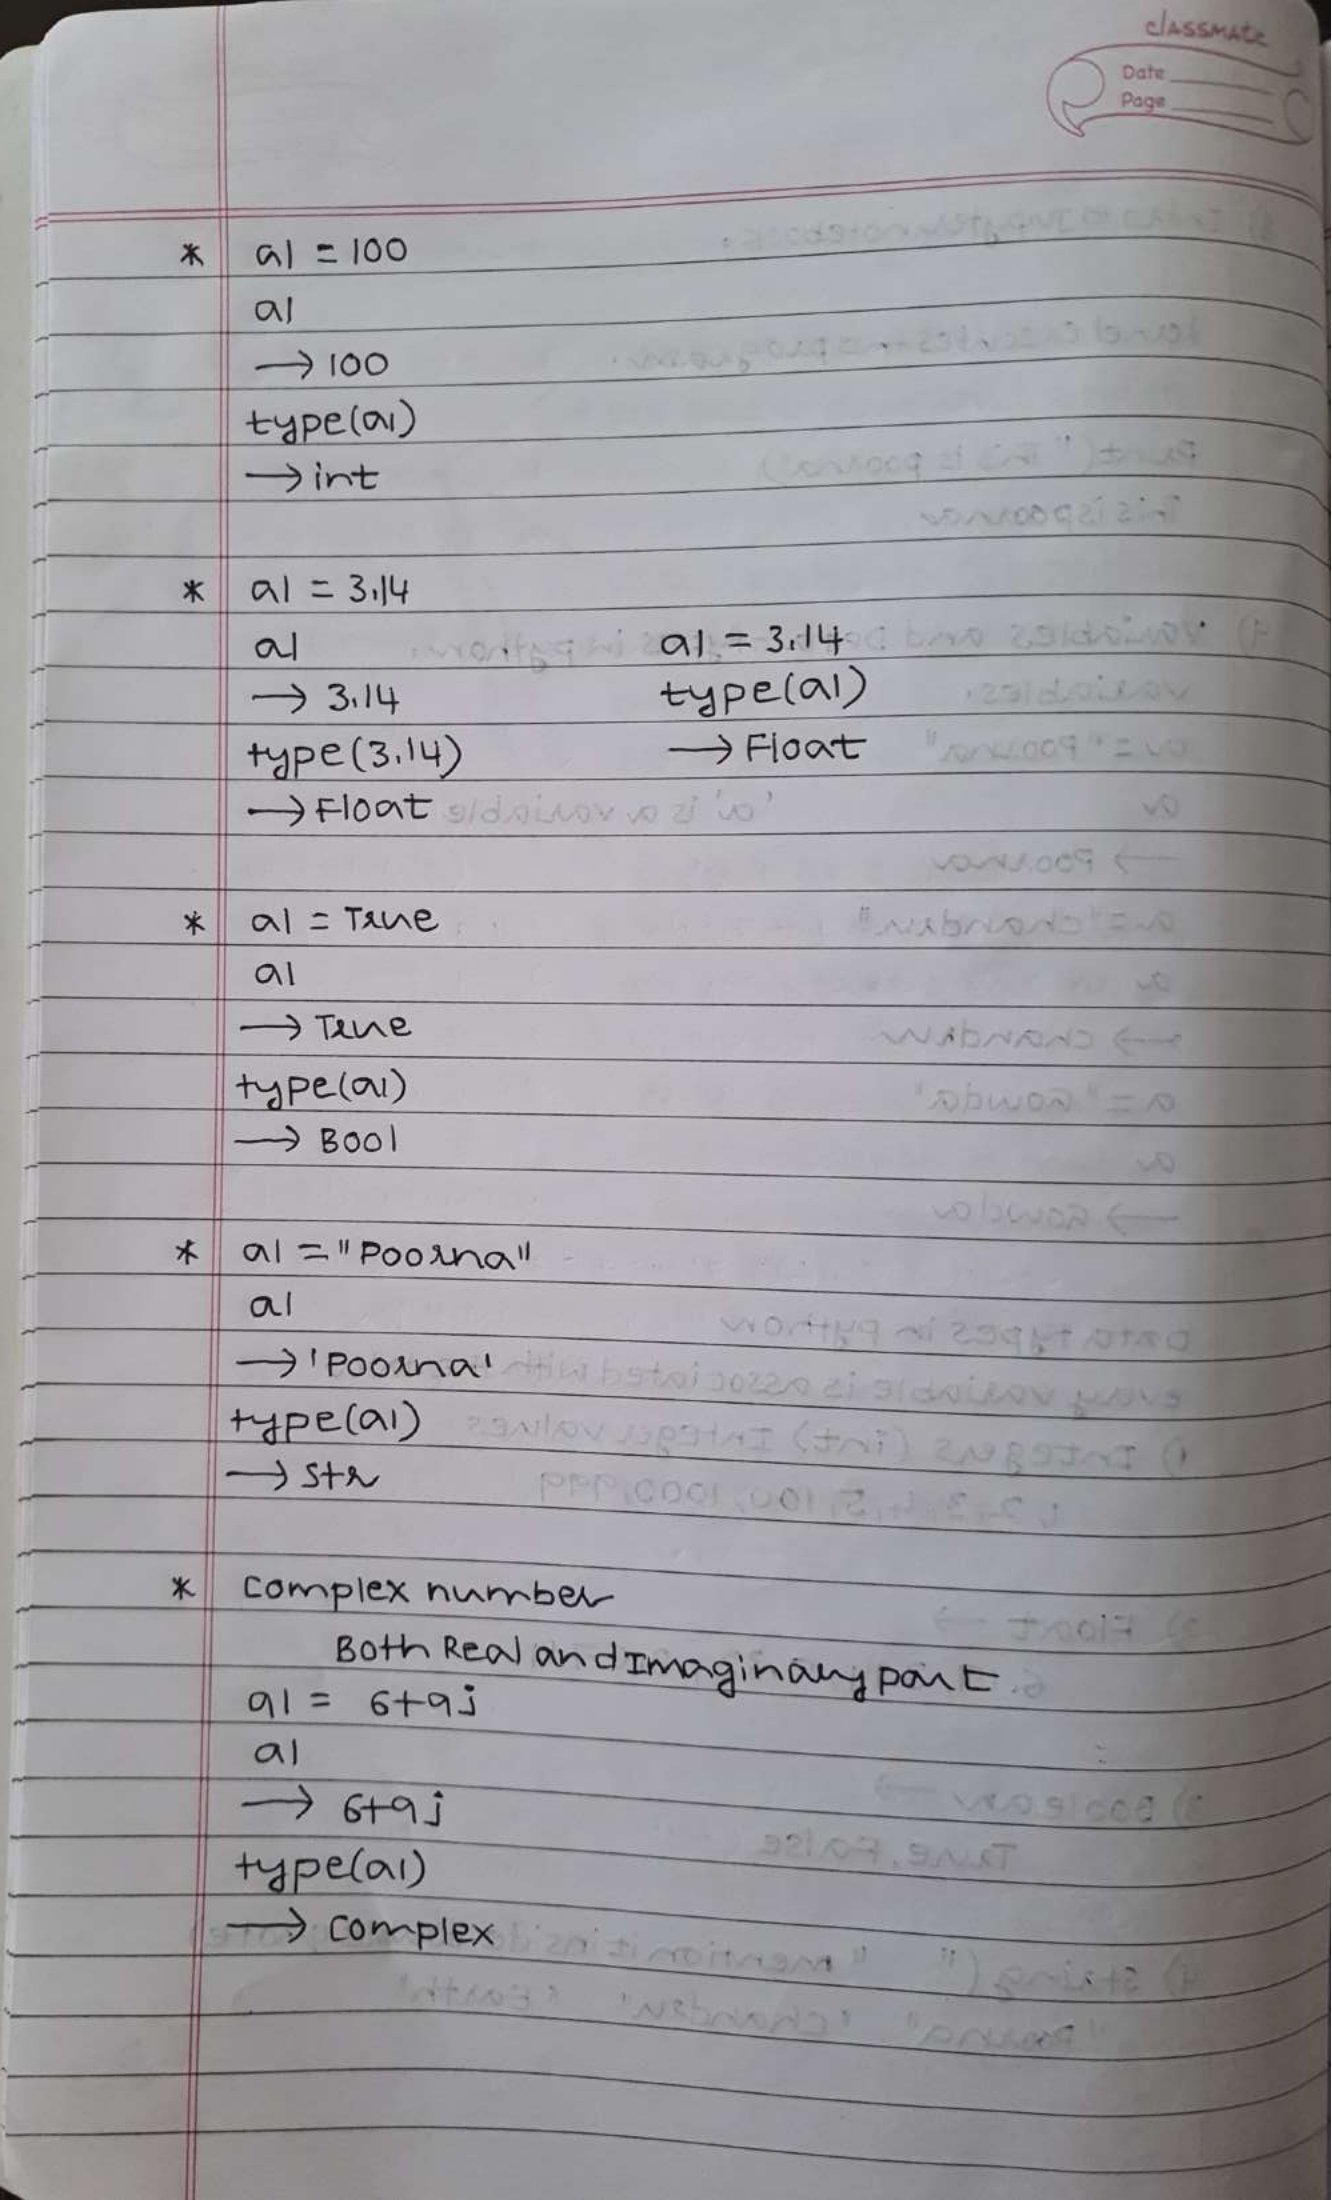 classmate
Date
Page
* a1 = 100
a1
→ 100
type(a1)
→ int
* a1 = 3.14
a1
→ 3.14
type(3.14)
→ Float
a1 = 3.14
type(a1)
→ Float
* a1 = True
a1
→ True
type(a1)
→ Bool
* a1 = "Poorna"
a1
→ 'Poorna'
type(a1)
→ str
* complex number
Both Real and Imaginary part.
a1 = 6+9j
a1
→ 6+9j
type(a1)
→ complex